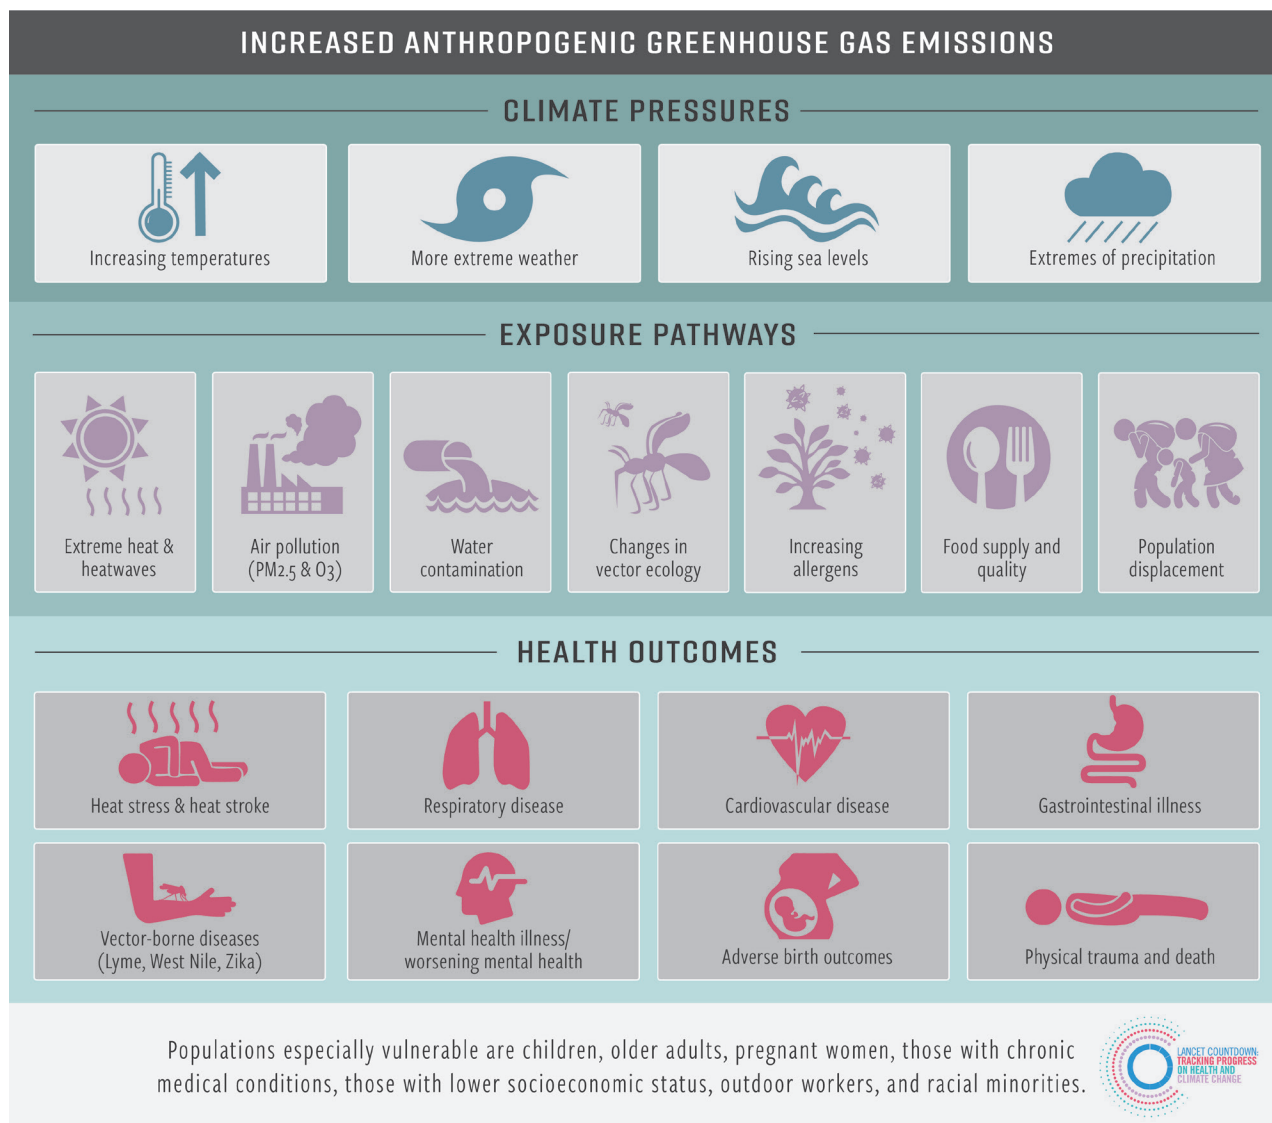 INCREASED ANTHROPOGENIC GREENHOUSE GAS EMISSIONS
CLIMATE PRESSURES
Increasing temperatures
More extreme weather
Rising sea levels
Extremes of precipitation
EXPOSURE PATHWAYS
Extreme heat &
heatwaves
Air pollution
(PM2.5 & O3)
Water
contamination
Changes in
vector ecology
Increasing
allergens
Food supply and
quality
Population
displacement
HEALTH OUTCOMES
Heat stress & heat stroke
Respiratory disease
Cardiovascular disease
Gastrointestinal illness
Vector-borne diseases
(Lyme, West Nile, Zika)
Mental health illness/
worsening mental health
Adverse birth outcomes
Physical trauma and death
Populations especially vulnerable are children, older adults, pregnant women, those with chronic
medical conditions, those with lower socioeconomic status, outdoor workers, and racial minorities.
LANCET COUNTDOWN:
TRACKING PROGRESS
ON HEALTH AND
CLIMATE CHANGE